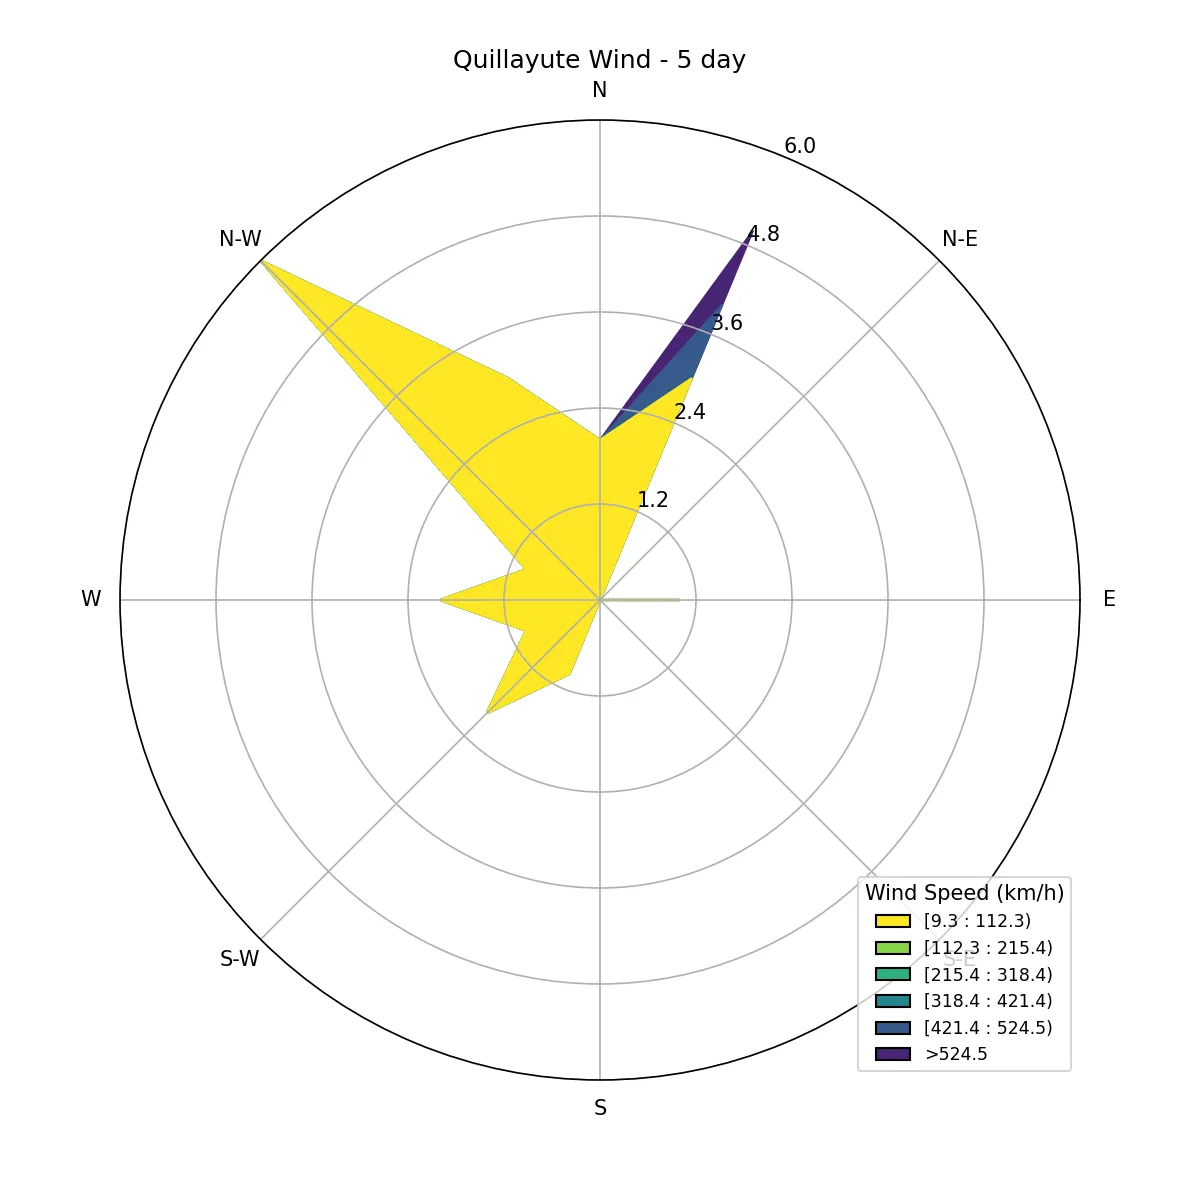 Quillayute Wind - 5 day
N
6.0
N-W
4.8
N-E
3.6
2.4
1.2
W
E
Wind Speed (km/h)
[9.3 : 112.3)
[112.3 : 215.4)
S-W
S-E
[215.4 : 318.4)
[318.4 : 421.4)
[421.4 : 524.5)
>524.5
S